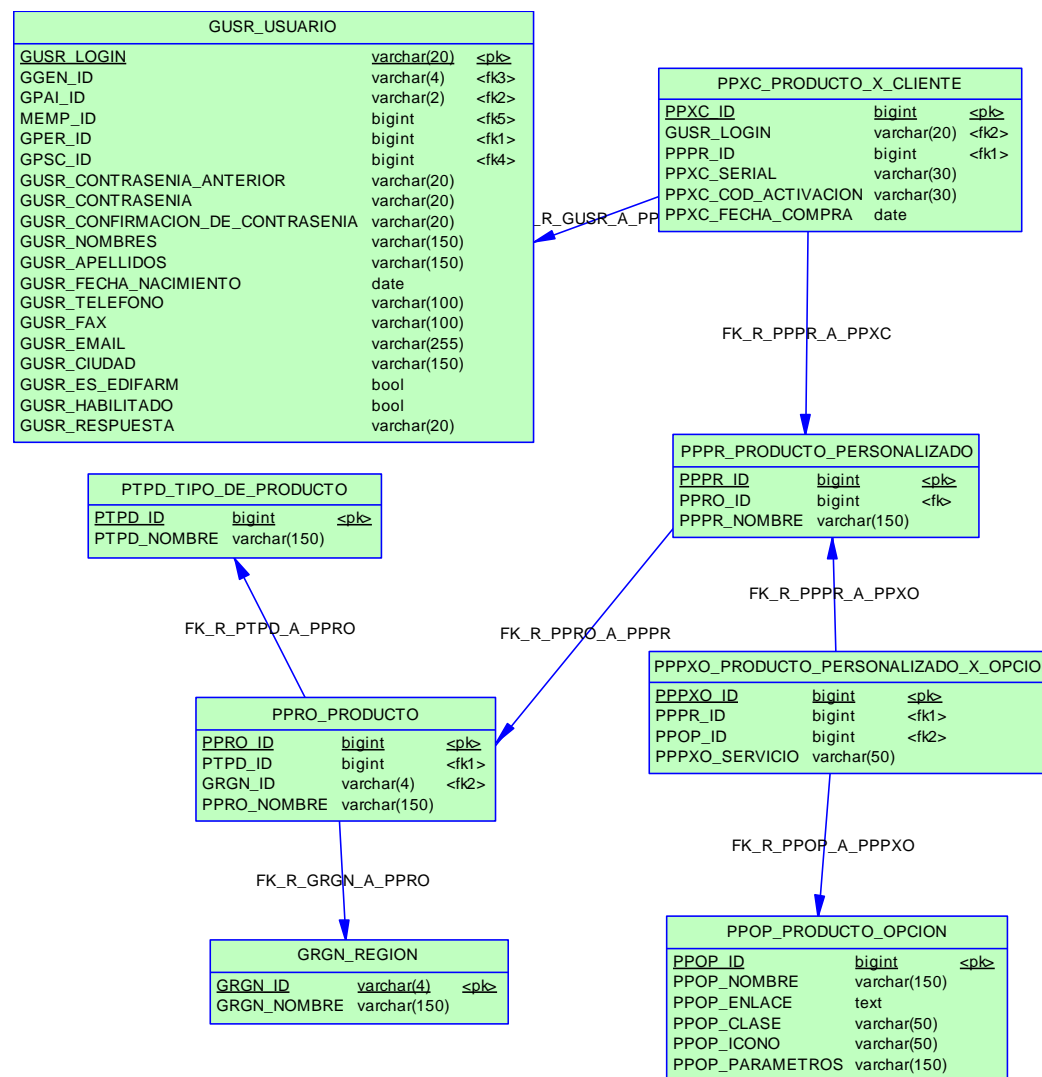 GUSR_USUARIO
GUSR_LOGIN varchar(20) <pk>
GGEN_ID varchar(4) <fk3>
GPAI_ID varchar(2) <fk2>
MEMP_ID bigint <fk5>
GPER_ID bigint <fk1>
GPSC_ID bigint <fk4>
GUSR_CONTRASENIA_ANTERIOR varchar(20)
GUSR_CONTRASENIA varchar(20)
GUSR_CONFIRMACION_DE_CONTRASENIA varchar(20)
GUSR_NOMBRES varchar(150)
GUSR_APELLIDOS varchar(150)
GUSR_FECHA_NACIMIENTO date
GUSR_TELEFONO varchar(100)
GUSR_FAX varchar(100)
GUSR_EMAIL varchar(255)
GUSR_CIUDAD varchar(150)
GUSR_ES_EDIFARM bool
GUSR_HABILITADO bool
GUSR_RESPUESTA varchar(20)
PPXC_PRODUCTO_X_CLIENTE
PPXC_ID bigint <pk>
GUSR_LOGIN varchar(20) <fk2>
PPPR_ID bigint <fk1>
PPXC_SERIAL varchar(30)
PPXC_COD_ACTIVACION varchar(30)
PPXC_FECHA_COMPRA date
_R_GUSR_A_PP
FK_R_PPPR_A_PPXC
PPPR_PRODUCTO_PERSONALIZADO
PPPR_ID bigint <pk>
PPRO_ID bigint <fk>
PPPR_NOMBRE varchar(150)
PTPD_TIPO_DE_PRODUCTO
PTPD_ID bigint <pk>
PTPD_NOMBRE varchar(150)
FK_R_PPPR_A_PPXO
FK_R_PTPD_A_PPRO
FK_R_PPRO_A_PPPR
PPPXO_PRODUCTO_PERSONALIZADO_X_OPCIO
PPPXO_ID bigint <pk>
PPPR_ID bigint <fk1>
PPOP_ID bigint <fk2>
PPPXO_SERVICIO varchar(50)
PPRO_PRODUCTO
PPRO_ID bigint <pk>
PTPD_ID bigint <fk1>
GRGN_ID varchar(4) <fk2>
PPRO_NOMBRE varchar(150)
FK_R_PPOP_A_PPPXO
FK_R_GRGN_A_PPRO
GRGN_REGION
GRGN_ID varchar(4) <pk>
GRGN_NOMBRE varchar(150)
PPOP_PRODUCTO_OPCION
PPOP_ID bigint <pk>
PPOP_NOMBRE varchar(150)
PPOP_ENLACE text
PPOP_CLASE varchar(50)
PPOP_ICONO varchar(50)
PPOP_PARAMETROS varchar(150)